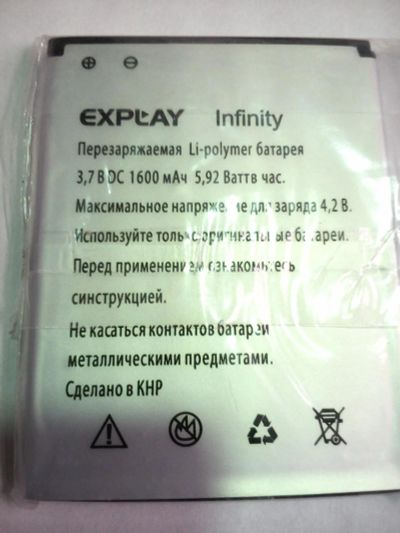 EXPLAY Infinity
Перезаряжаемая Li-polymer батарея
3,7 В DC 1600 мАч 5,92 Ваттв час.
Максимальное напряжение для заряда 4,2 В.
Используйте только оригинальные батареи.
Перед применением ознакомьтесь
синструкцией.
Не касаться контактов батареи
металлическими предметами.
Сделано в КНР